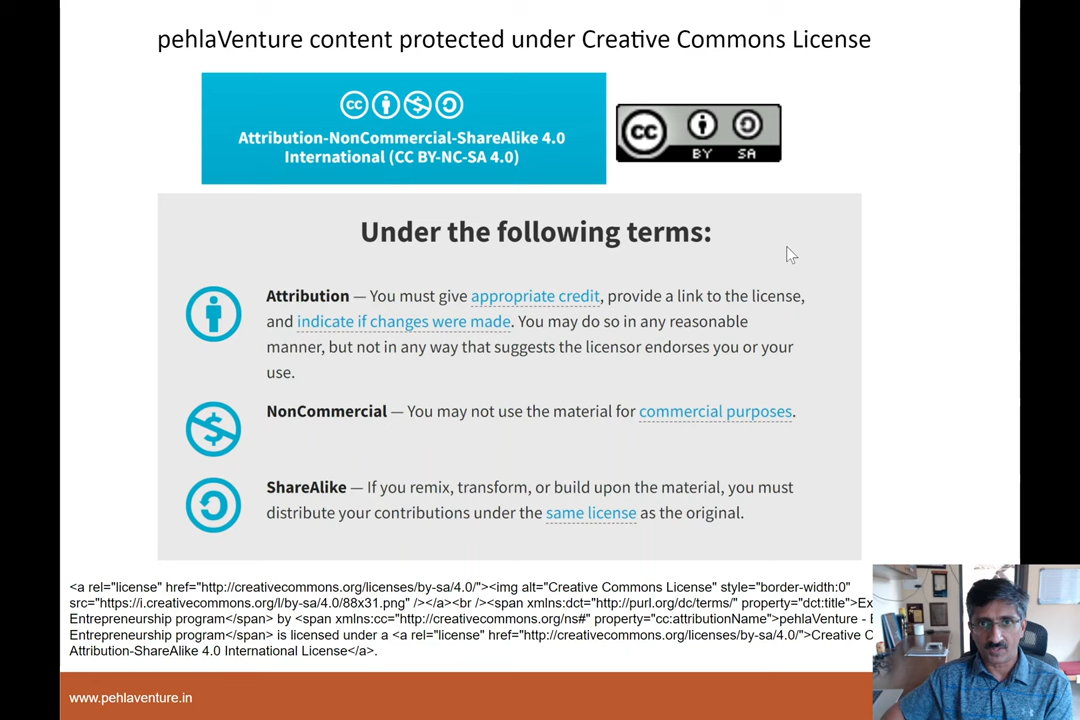 pehlaVenture content protected under Creative Commons License
Attribution-NonCommercial-ShareAlike 4.0
International (CC BY-NC-SA 4.0)
cc
BY SA
Under the following terms:
Attribution — You must give appropriate credit, provide a link to the license,
and indicate if changes were made. You may do so in any reasonable
manner, but not in any way that suggests the licensor endorses you or your
use.
NonCommercial — You may not use the material for commercial purposes.
ShareAlike — If you remix, transform, or build upon the material, you must
distribute your contributions under the same license as the original.
<a rel="license" href="http://creativecommons.org/licenses/by-sa/4.0/"><img alt="Creative Commons License" style="border-width:0"
src="https://i.creativecommons.org/l/by-sa/4.0/88x31.png" /></a><br /><span xmlns:dct="http://purl.org/dc/terms/" property="dct:title">Ex
Entrepreneurship program</span> by <span xmlns:cc="http://creativecommons.org/ns#" property="cc:attributionName">pehlaVenture -
Entrepreneurship program</span> is licensed under a <a rel="license" href="http://creativecommons.org/licenses/by-sa/4.0/">Creative C
Attribution-ShareAlike 4.0 International License</a>.
www.pehlaventure.in